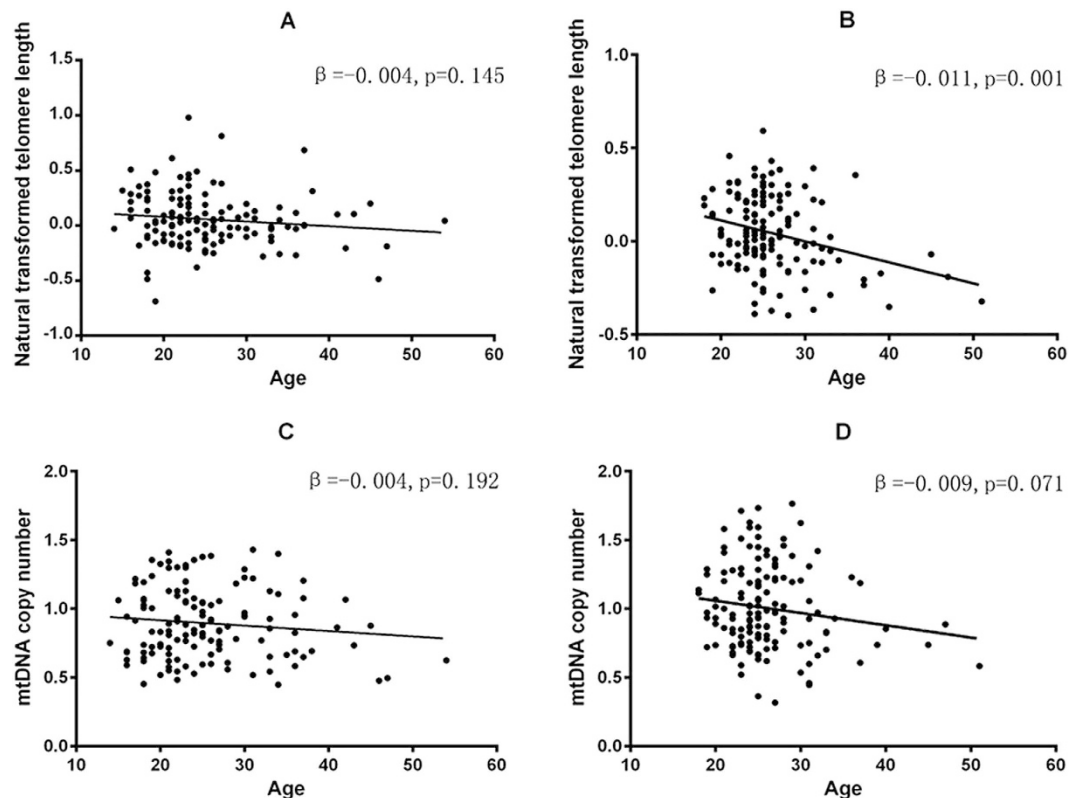 A
Natural transformed telomere length
1.5
1.0
0.5
0.0
-0.5
-1.0
β=-0.004, p=0.145
10 20 30 40 50 60
Age
B
Natural transformed telomere length
1.0
0.5
0.0
-0.5
β=-0.011, p=0.001
10 20 30 40 50 60
Age
C
mtDNA copy number
2.0
1.5
1.0
0.5
0.0
β=-0.004, p=0.192
10 20 30 40 50 60
Age
D
mtDNA copy number
2.0
1.5
1.0
0.5
0.0
β=-0.009, p=0.071
10 20 30 40 50 60
Age